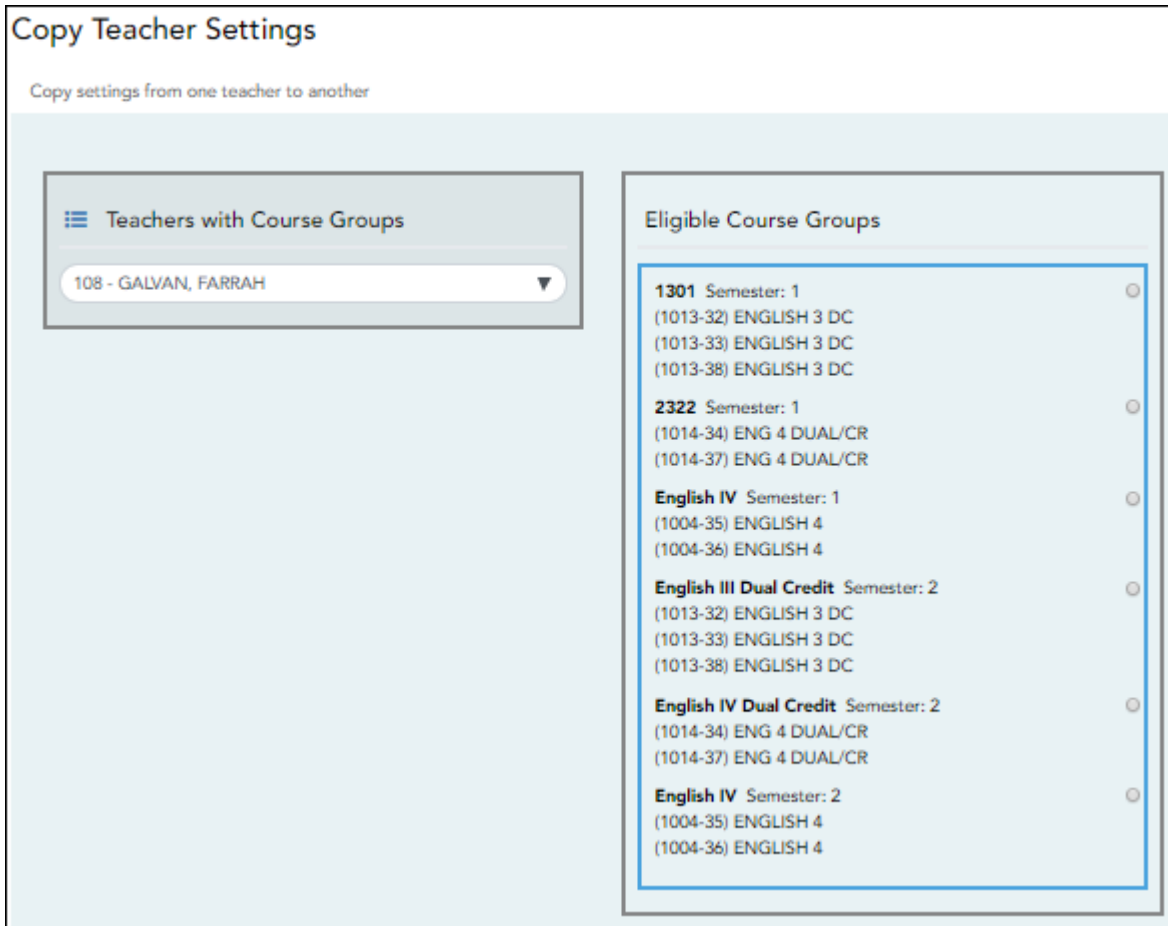 Copy Teacher Settings
Copy settings from one teacher to another
Teachers with Course Groups
108 - GALVAN, FARRAH
Eligible Course Groups
1301 Semester: 1
(1013-32) ENGLISH 3 DC
(1013-33) ENGLISH 3 DC
(1013-38) ENGLISH 3 DC
2322 Semester: 1
(1014-34) ENG 4 DUAL/CR
(1014-37) ENG 4 DUAL/CR
English IV Semester: 1
(1004-35) ENGLISH 4
(1004-36) ENGLISH 4
English III Dual Credit Semester: 2
(1013-32) ENGLISH 3 DC
(1013-33) ENGLISH 3 DC
(1013-38) ENGLISH 3 DC
English IV Dual Credit Semester: 2
(1014-34) ENG 4 DUAL/CR
(1014-37) ENG 4 DUAL/CR
English IV Semester: 2
(1004-35) ENGLISH 4
(1004-36) ENGLISH 4